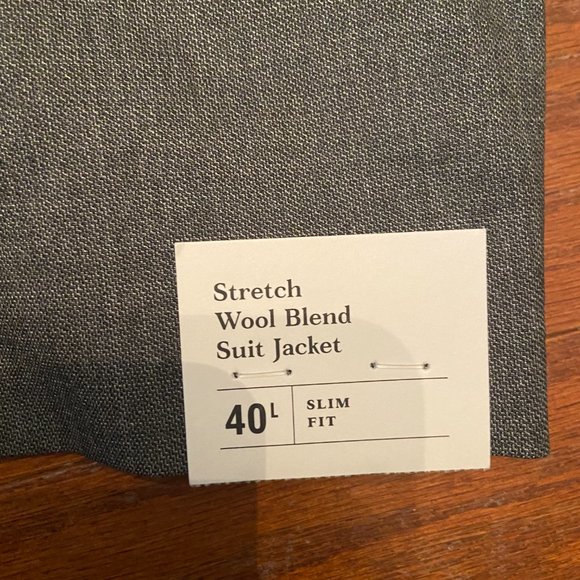 Stretch
Wool Blend
Suit Jacket
40L
SLIM
FIT